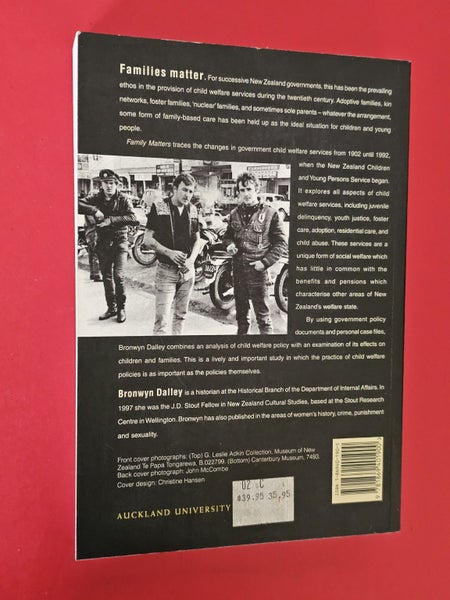 Families matter. For successive New Zealand governments, this has been the prevailing
ethos in the provision of child welfare services during the twentieth century. Adoptive families, kin
networks, foster families, 'nuclear' families, and sometimes sole parents – whatever the arrangement,
some form of family-based care has been held up as the ideal situation for children and young
people.
Family Matters traces the changes in government child welfare services from 1902 until 1992,
when the New Zealand Children
and Young Persons Service began.
It explores all aspects of child
welfare services, including juvenile
delinquency, youth justice, foster
care, adoption, residential care, and
child abuse. These services are a
unique form of social welfare which
has little in common with the
benefits and pensions which
characterise other areas of New
Zealand's welfare state.
By using government policy
documents and personal case files,
Bronwyn Dalley combines an analysis of child welfare policy with an examination of its effects on
children and families. This is a lively and important study in which the practice of child welfare
policies is as important as the policies themselves.
Bronwyn Dalley is a historian at the Historical Branch of the Department of Internal Affairs. In
1997 she was the J.D. Stout Fellow in New Zealand Cultural Studies, based at the Stout Research
Centre in Wellington. Bronwyn has also published in the areas of women's history, crime, punishment
and sexuality.
Front cover photographs: (Top) G. Leslie Adkin Collection, Museum of New
Zealand Te Papa Tongarewa, B.022799. (Bottom) Canterbury Museum, 7493.
Back cover photograph: John McCombe
Cover design: Christine Hansen
02 C
$39.95 35,95
AUCKLAND UNIVERSITY